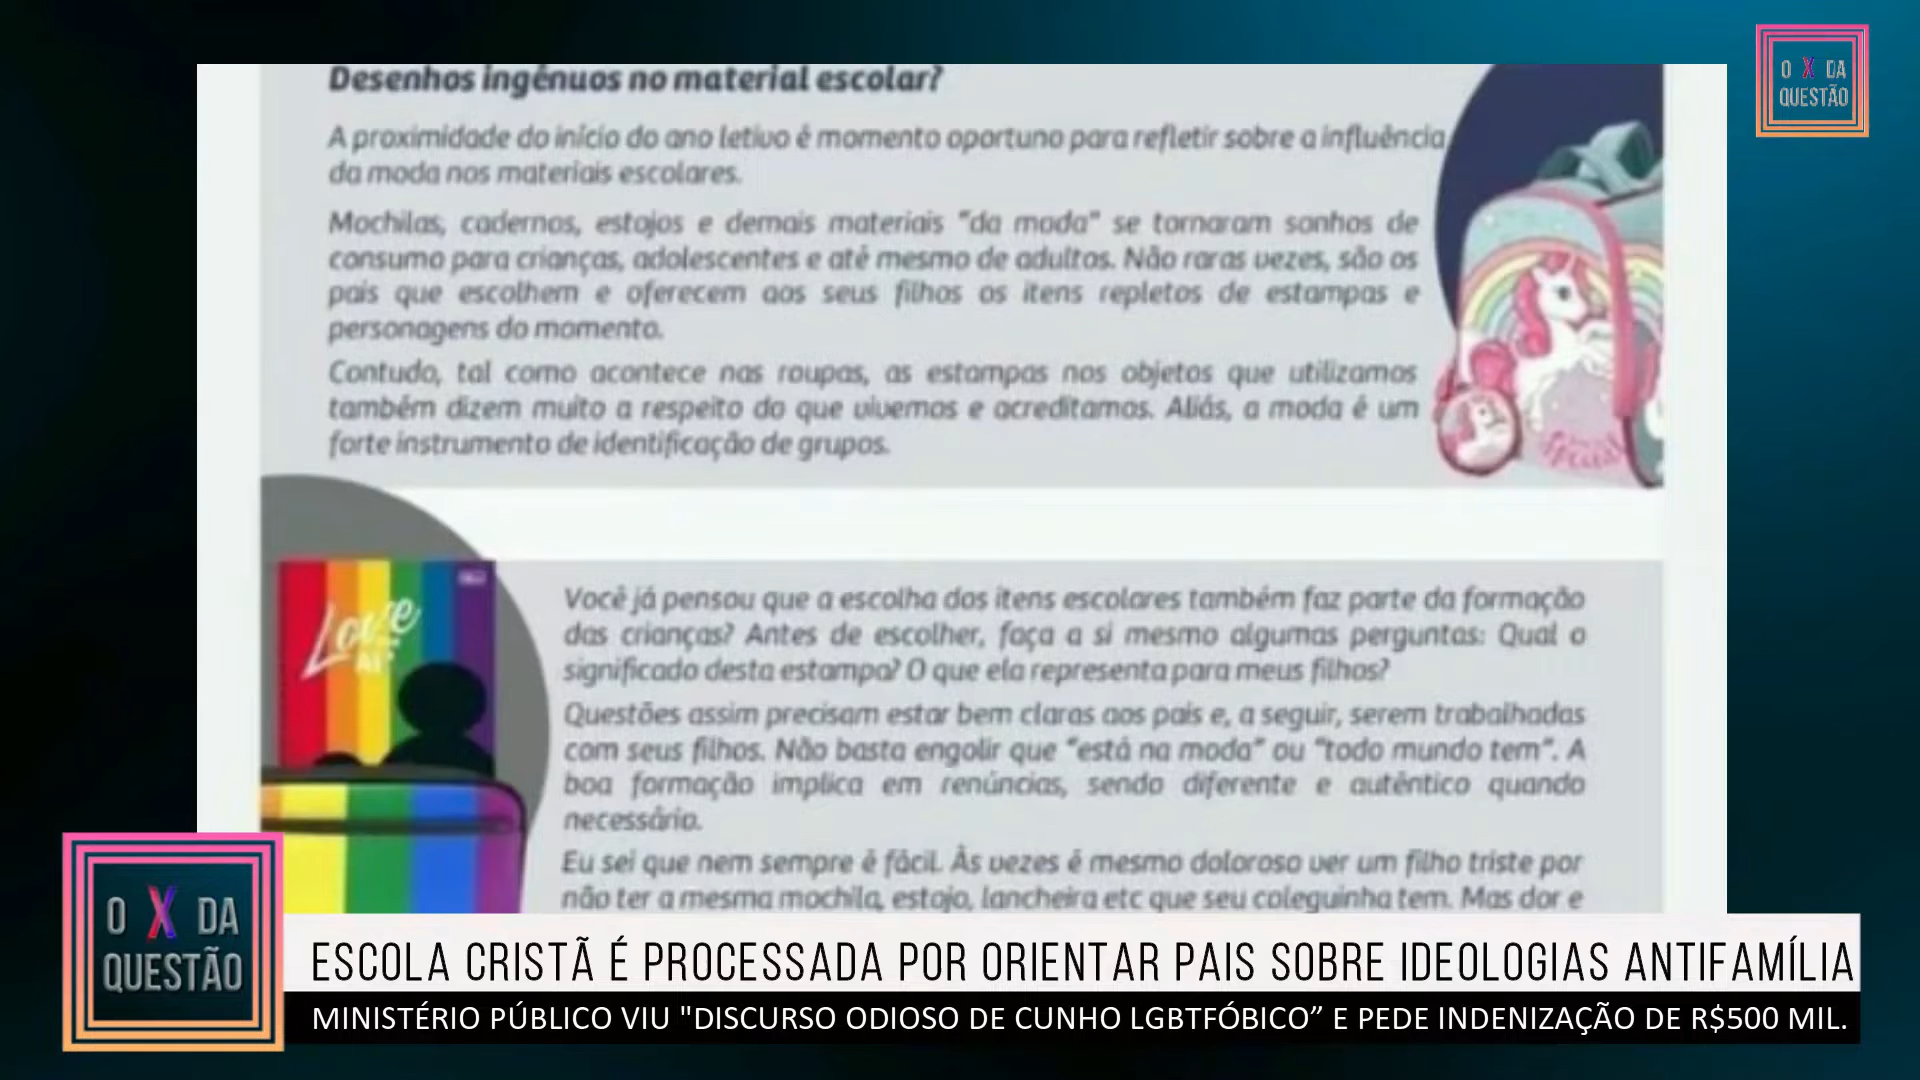 O X DA
QUESTÃO
Desenhos ingênuos no material escolar?
A proximidade do início do ano letivo é momento oportuno para refletir sobre a influência
da moda nos materiais escolares.
Mochilas, cadernos, estojos e demais materiais "da moda" se tornaram sonhos de
consumo para crianças, adolescentes e até mesmo de adultos. Não raras vezes, são os
pais que escolhem e oferecem aos seus filhos os itens repletos de estampas e
personagens do momento.
Contudo, tal como acontece nas roupas, as estampas nos objetos que utilizamos
também dizem muito a respeito do que vivemos e acreditamos. Aliás, a moda é um
forte instrumento de identificação de grupos.
Love
Você já pensou que a escolha dos itens escolares também faz parte da formação
das crianças? Antes de escolher, faça a si mesmo algumas perguntas: Qual o
significado desta estampa? O que ela representa para meus filhos?
Questões assim precisam estar bem claras aos pais e, a seguir, serem trabalhadas
com seus filhos. Não basta engolir que "está na moda" ou "todo mundo tem". A
boa formação implica em renúncias, sendo diferente e autêntico quando
necessário.
Eu sei que nem sempre é fácil. Às vezes é mesmo doloroso ver um filho triste por
não ter a mesma mochila, estojo, lancheira etc que seu coleguinha tem. Mas dor e
O X DA
QUESTÃO
ESCOLA CRISTÃ É PROCESSADA POR ORIENTAR PAIS SOBRE IDEOLOGIAS ANTIFAMÍLIA
MINISTÉRIO PÚBLICO VIU "DISCURSO ODIOSO DE CUNHO LGBTFÓBICO” E PEDE INDENIZAÇÃO DE R$500 MIL.